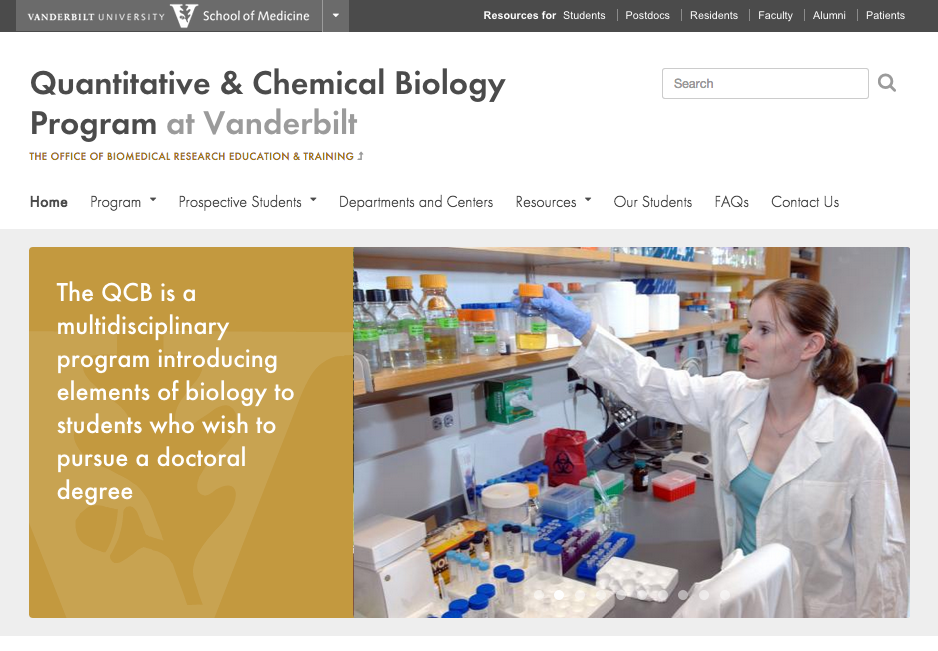 VANDERBILT UNIVERSITY School of Medicine
Resources for Students Postdocs Residents Faculty Alumni Patients
Quantitative & Chemical Biology
Program at Vanderbilt
Search
THE OFFICE OF BIOMEDICAL RESEARCH EDUCATION & TRAINING
Home Program Prospective Students Departments and Centers Resources Our Students FAQs Contact Us
The QCB is a
multidisciplinary
program introducing
elements of biology to
students who wish to
pursue a doctoral
degree